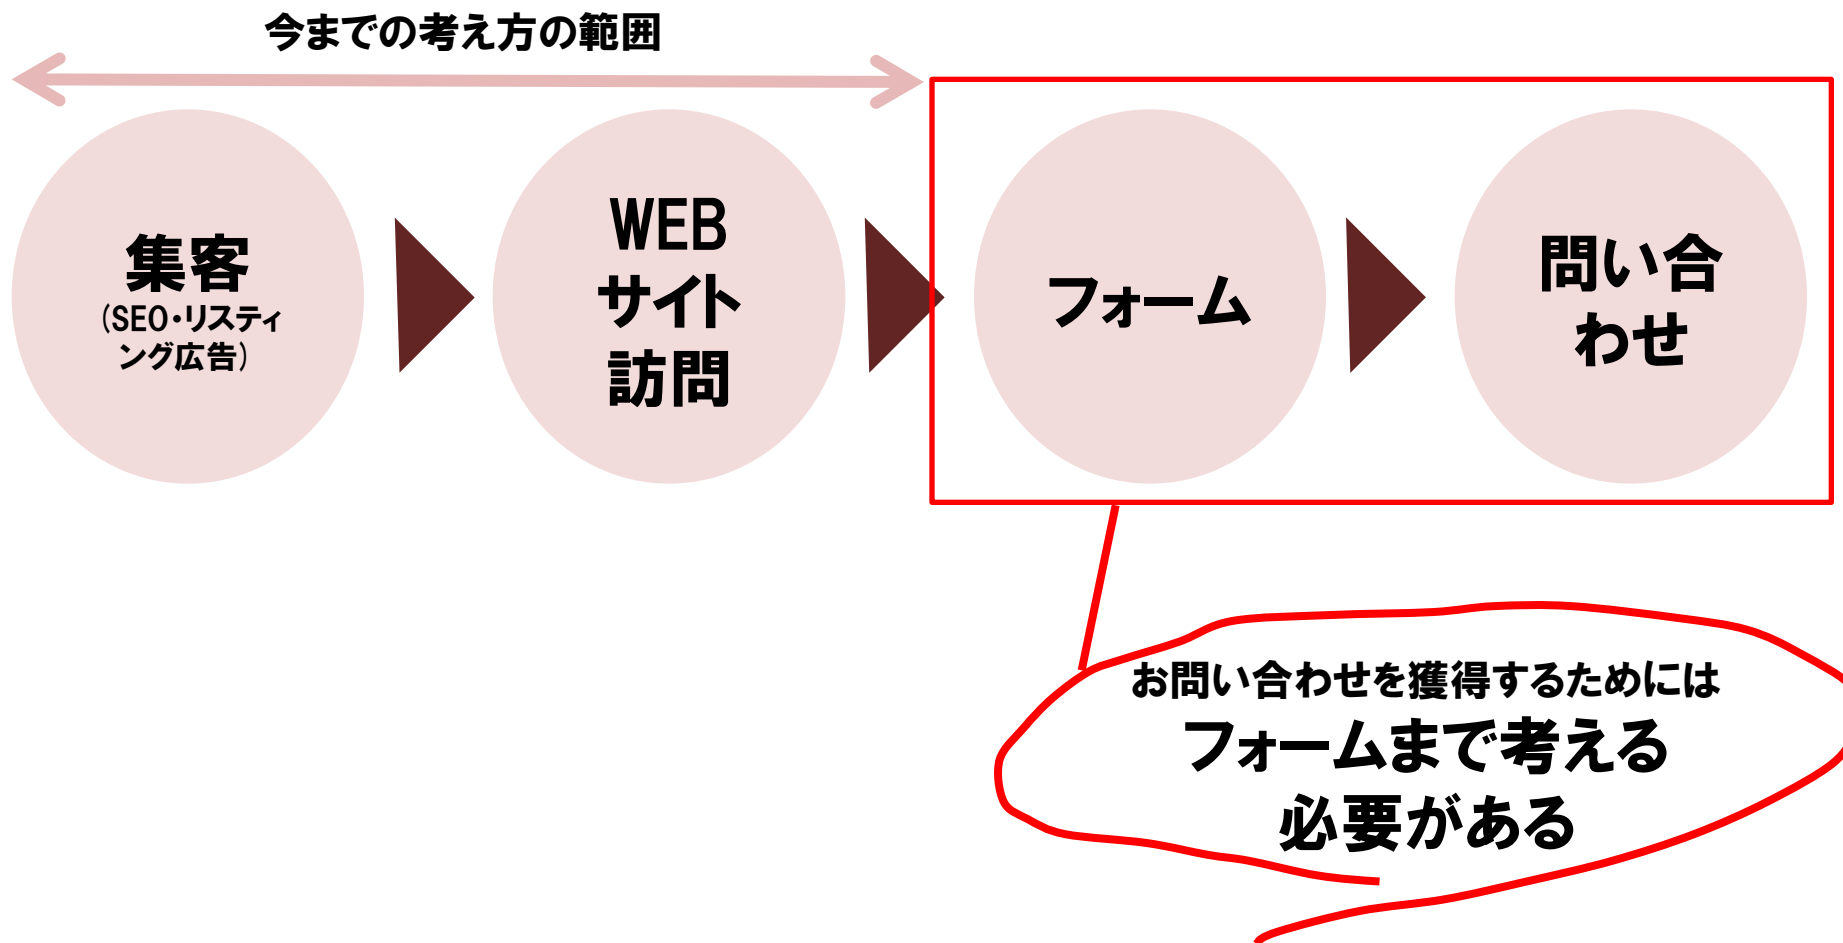 今までの考え方の範囲
集客
(SEO・リスティ
ング広告)
WEB
サイト
訪問
フォーム
問い合
わせ
お問い合わせを獲得するためには
フォームまで考える
必要がある